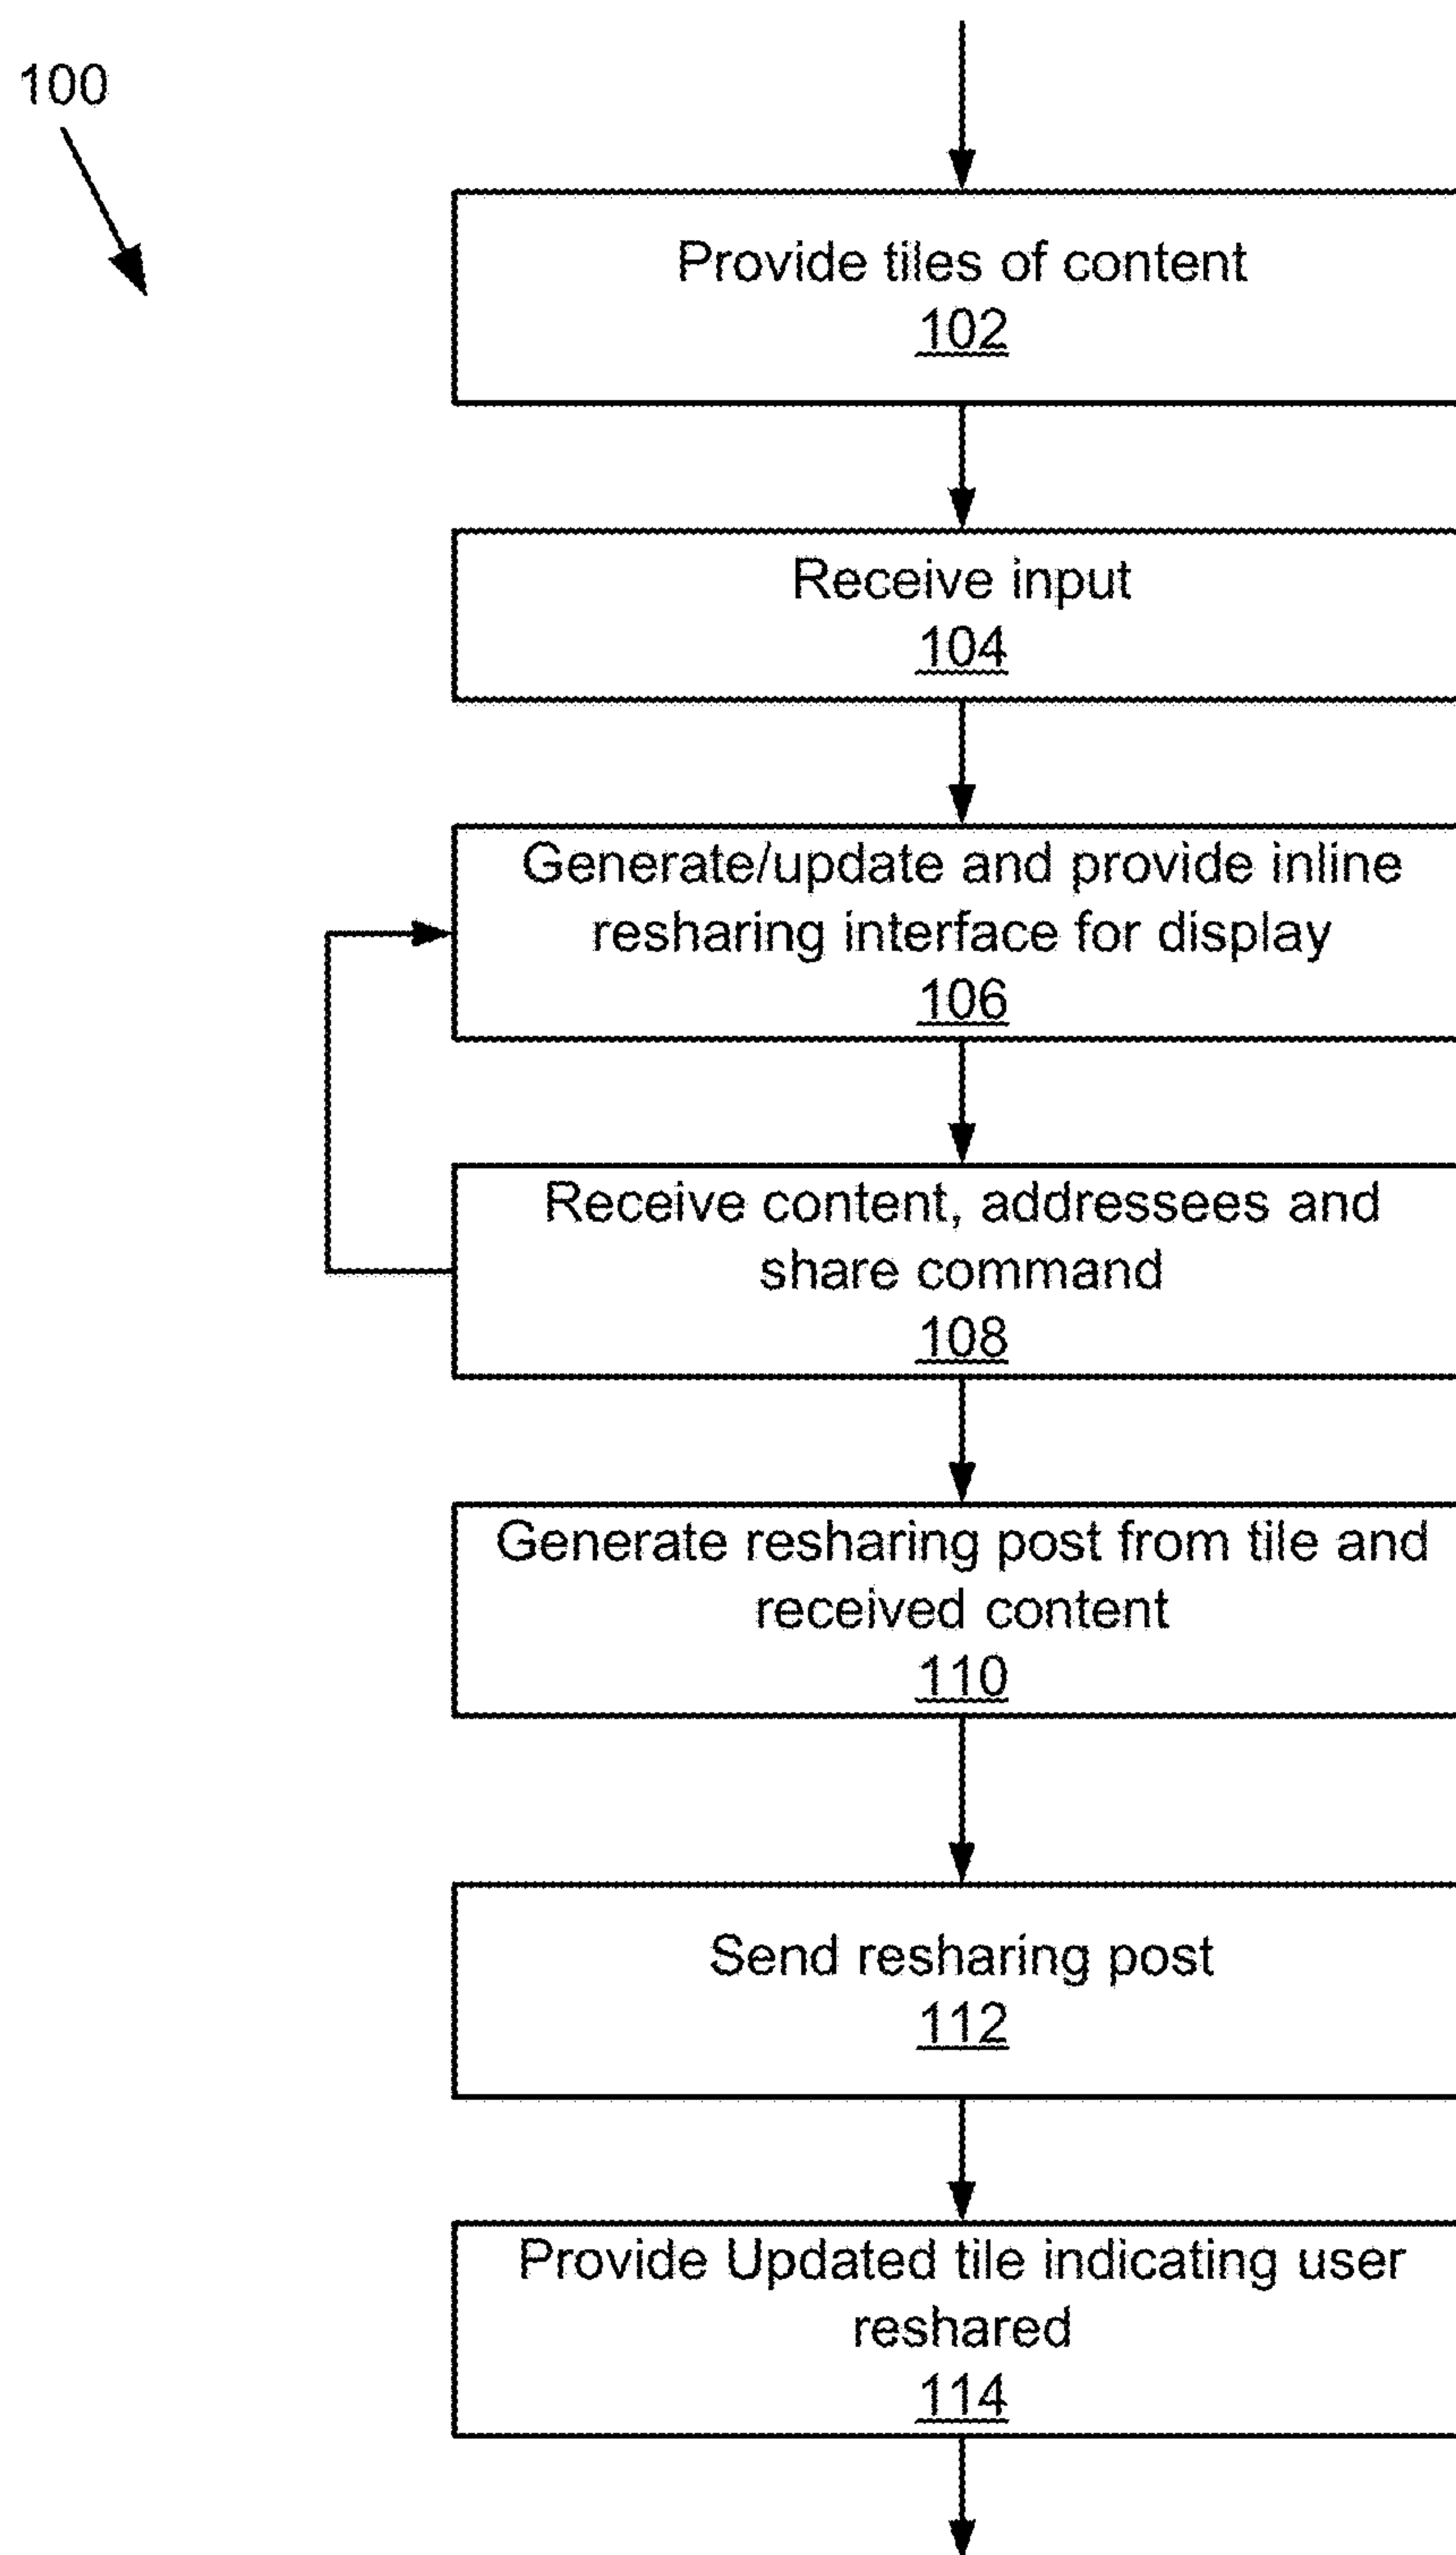 100
Provide tiles of content
102
Receive input
104
Generate/update and provide inline
resharing interface for display
106
Receive content, addressees and
share command
108
Generate resharing post from tile and
received content
110
Send resharing post
112
Provide Updated tile indicating user
reshared
114